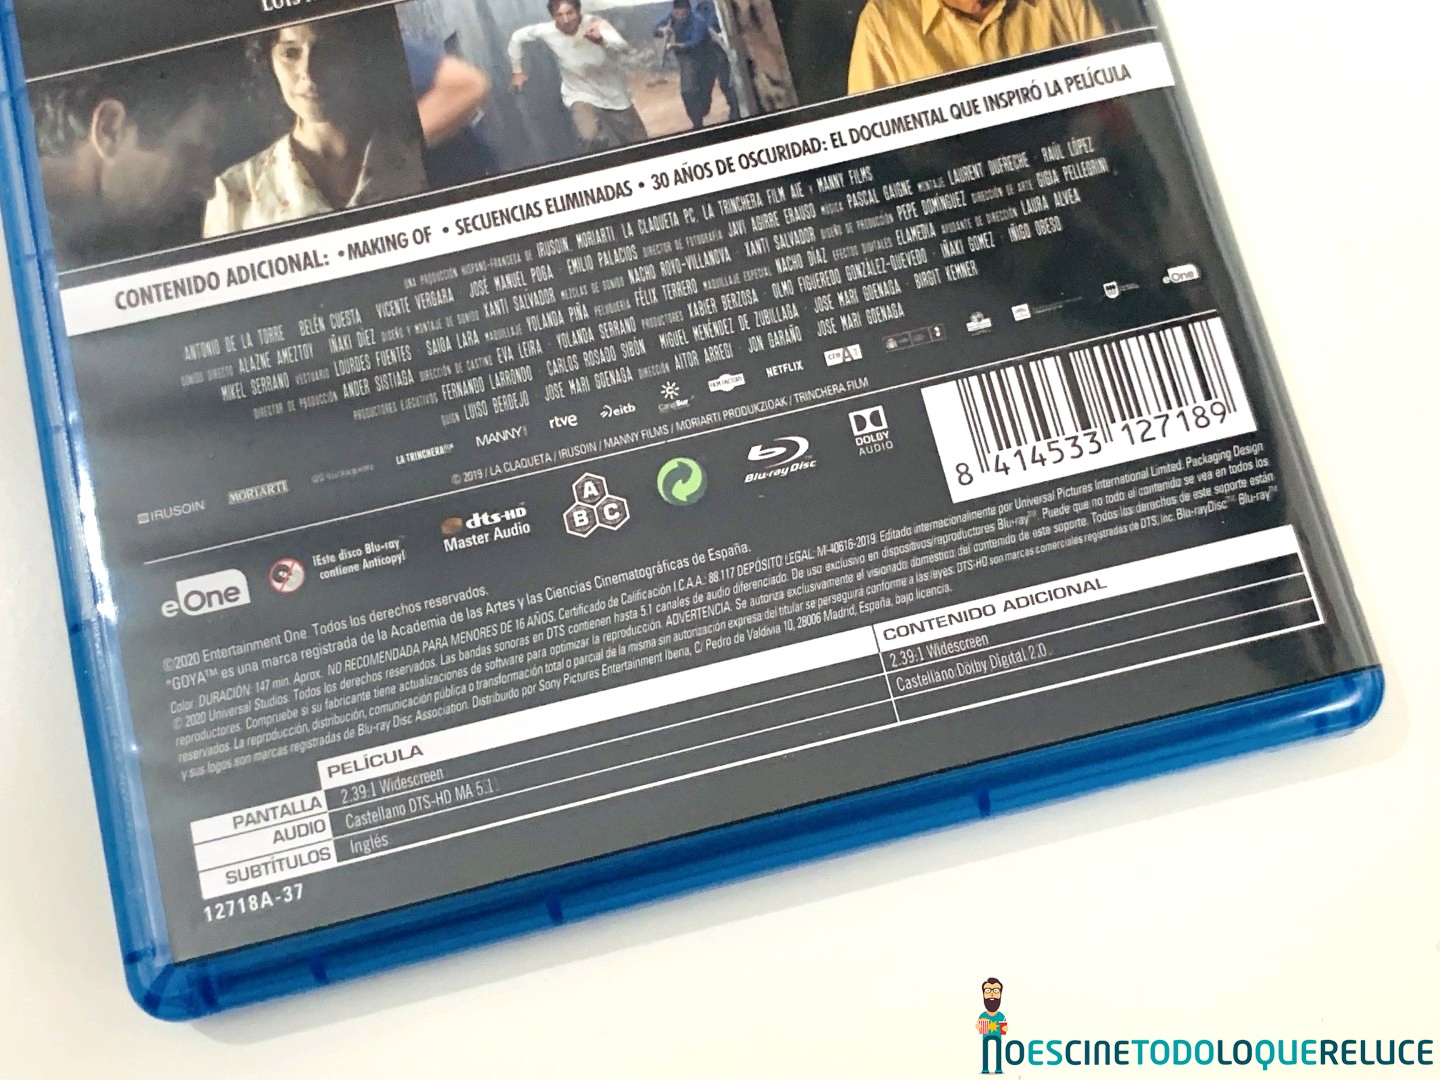 CONTENIDO ADICIONAL: • MAKING OF • SECUENCIAS ELIMINADAS • 30 AÑOS DE OSCURIDAD: EL DOCUMENTAL QUE INSPIRÓ LA PELÍCULA
UNA PRODUCCIÓN HISPANO-FRANCESA DE IRUSOIN, MORIARTI, LA CLAQUETA PC, LA TRINCHERA FILM AIE Y MANNY FILMS
ANTONIO DE LA TORRE BELÉN CUESTA VICENTE VERGARA JOSÉ MANUEL POGA EMILIO PALACIOS DIRECTOR DE FOTOGRAFÍA JAVI AGIRRE ERAUSO MÚSICA PASCAL GAIGNE MONTAJE LAURENT DUFRECHE · RAÚL LÓPEZ
SONIDO DIRECTO ALAZNE AMEZTOY · IÑAKI DÍEZ DISEÑO Y MONTAJE DE SONIDO XANTI SALVADOR MEZCLAS DE SONIDO NACHO ROYO-VILLANOVA · XANTI SALVADOR DISEÑO DE PRODUCCIÓN PEPE DOMÍNGUEZ DIRECCIÓN DE ARTE GIGIA PELLEGRINI
MIKEL SERRANO VESTUARIO LOURDES FUENTES · SAIOA LARA MAQUILLAJE YOLANDA PIÑA PELUQUERÍA FÉLIX TERRERO MAQUILLAJE ESPECIAL NACHO DÍAZ EFECTOS DIGITALES ELAMEDIA AYUDANTE DE DIRECCIÓN LAURA ALVEA
DIRECTOR DE PRODUCCIÓN ANDER SISTIAGA DIRECCIÓN DE CASTING EVA LEIRA · YOLANDA SERRANO PRODUCTORES XABIER BERZOSA · OLMO FIGUEREDO GONZÁLEZ-QUEVEDO · IÑAKI GOMEZ · IÑIGO OBESO
PRODUCTORES EJECUTIVOS FERNANDO LARRONDO · CARLOS ROSADO SIBÓN · MIGUEL MENÉNDEZ DE ZUBILLAGA · JOSE MARI GOENAGA · BIRGIT KEMNER
GUION LUISO BERDEJO · JOSE MARI GOENAGA DIRECCIÓN AITOR ARREGI · JON GARAÑO · JOSE MARI GOENAGA
IRUSOIN MORIARTI LA TRINCHERA MANNY rtve eitb Canal Sur FILM FACTORY NETFLIX crea eOne
© 2019 / LA CLAQUETA / IRUSOIN / MANNY FILMS / MORIARTI PRODUKZIOAK / TRINCHERA FILM
eOne
¡Este disco Blu-ray™
contiene Anticopy!
dts-HD
Master Audio
A
B C
Blu-ray Disc
DOLBY
AUDIO
8 414533 127189
©2020 Entertainment One. Todos los derechos reservados.
"GOYA™ es una marca registrada de la Academia de las Artes y las Ciencias Cinematográficas de España.
Color. DURACIÓN: 147 min. Aprox. NO RECOMENDADA PARA MENORES DE 16 AÑOS. Certificado de Calificación I.C.A.A.: 88.117 DEPÓSITO LEGAL: M-40616-2019. Editado internacionalmente por Universal Pictures International Limited. Packaging Design
© 2020 Universal Studios. Todos los derechos reservados. Las bandas sonoras en DTS contienen hasta 5.1 canales de audio diferenciado. De uso exclusivo en dispositivos/reproductores Blu-ray™. Puede que no todo el contenido se vea en todos los
reproductores. Compruebe si su fabricante tiene actualizaciones de software para optimizar la reproducción. ADVERTENCIA: Se autoriza exclusivamente el visionado doméstico del contenido de este soporte. Todos los derechos de este soporte están
reservados. La reproducción, distribución, comunicación pública o transformación total o parcial de la misma sin autorización expresa del titular se perseguirá conforme a las leyes. DTS-HD son marcas comerciales registradas de DTS, Inc. Blu-ray Disc™ Blu-ray™
y sus logos son marcas registradas de Blu-ray Disc Association. Distribuido por Sony Pictures Entertainment Iberia, C/ Pedro de Valdivia 10, 28006 Madrid, España, bajo licencia.
PELÍCULA CONTENIDO ADICIONAL
PANTALLA 2.39:1 Widescreen 2.39:1 Widescreen
AUDIO Castellano DTS-HD MA 5.1 Castellano Dolby Digital 2.0
SUBTÍTULOS Inglés
12718A-37
NOESCINETODOLOQUERELUCE